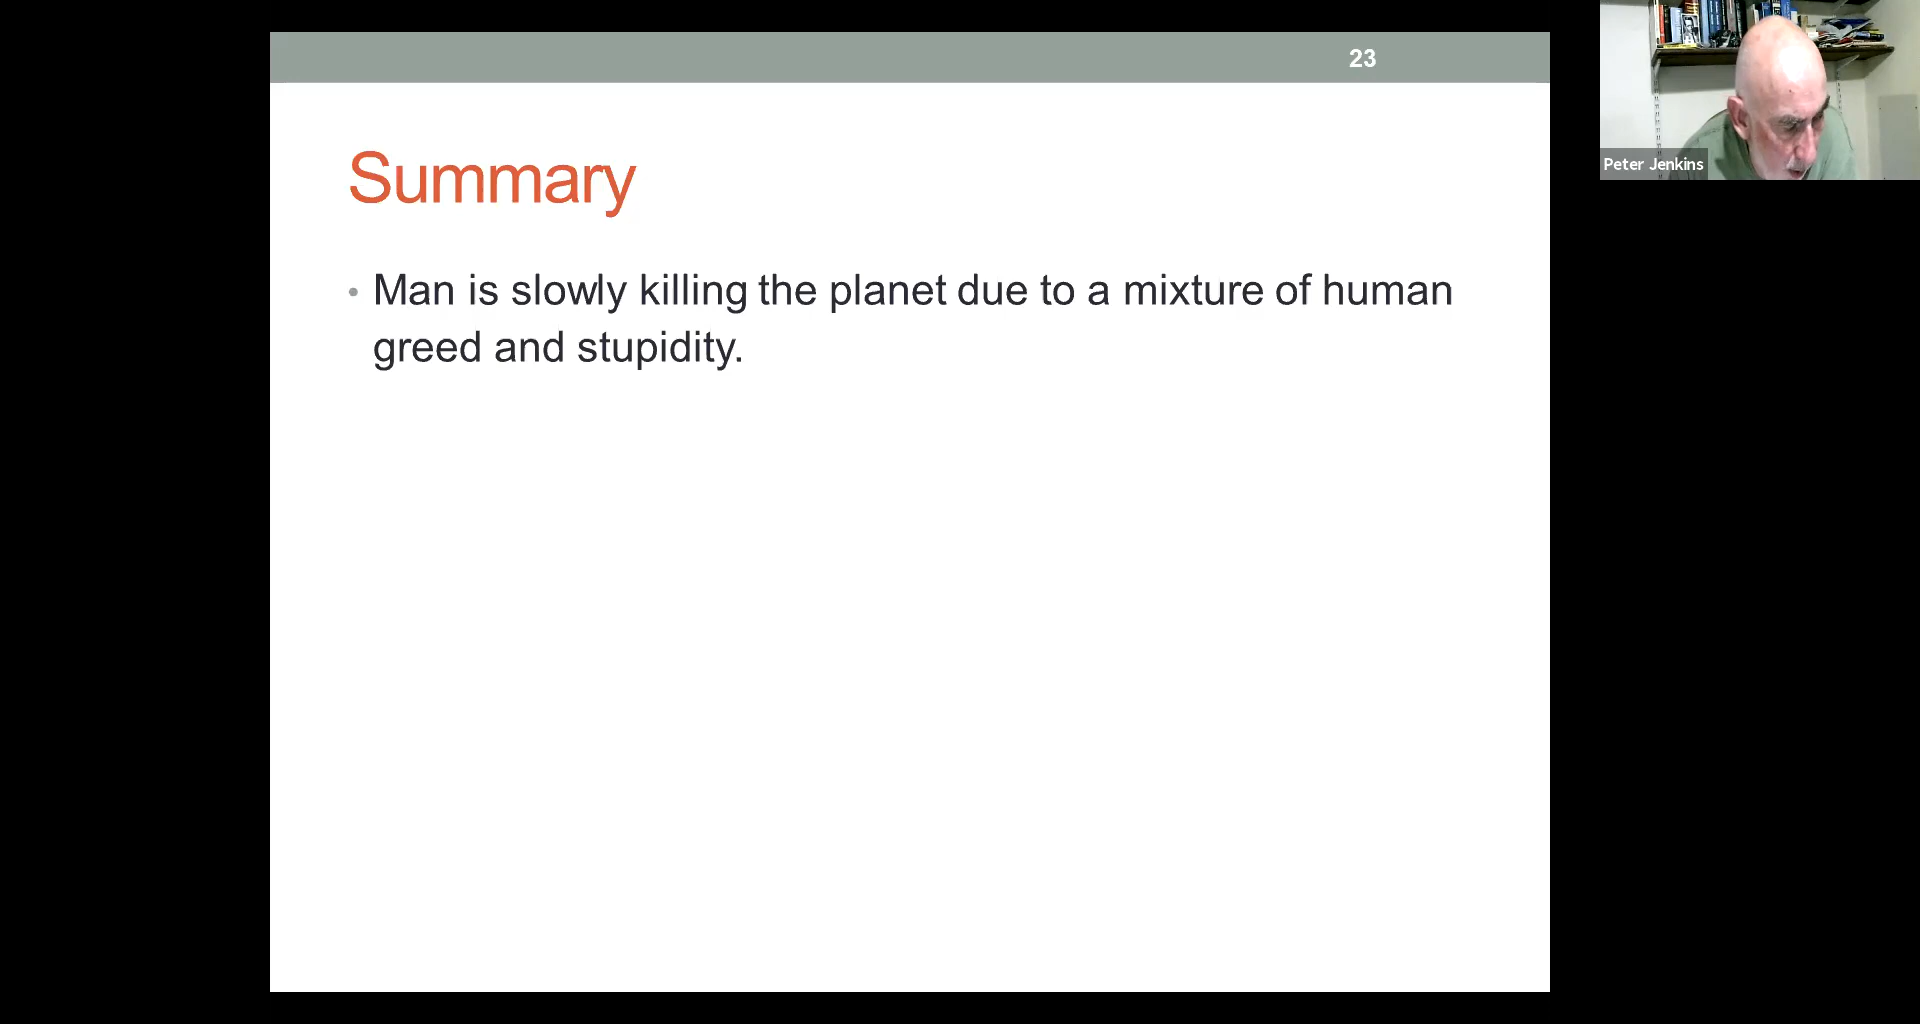 23
Summary
• Man is slowly killing the planet due to a mixture of human
greed and stupidity.
Peter Jenkins